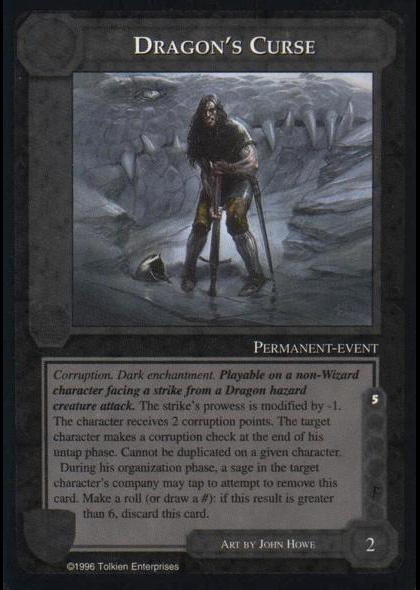 DRAGON'S CURSE
PERMANENT-EVENT
Corruption. Dark enchantment. Playable on a non-Wizard
character facing a strike from a Dragon hazard
creature attack. The strike's prowess is modified by -1.
The character receives 2 corruption points. The target
character makes a corruption check at the end of his
untap phase. Cannot be duplicated on a given character.
During his organization phase, a sage in the target
character's company may tap to attempt to remove this
card. Make a roll (or draw a #): if this result is greater
than 6, discard this card.
5
F
ART BY JOHN HOWE
2
©1996 Tolkien Enterprises